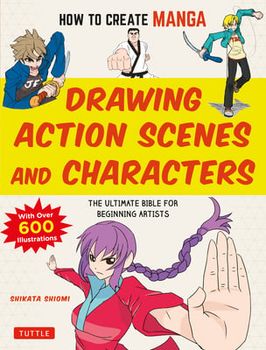 HOW TO CREATE MANGA
DRAWING
ACTION SCENES
AND CHARACTERS
THE ULTIMATE BIBLE FOR
BEGINNING ARTISTS
With Over
600
Illustrations
SHIKATA SHIOMI
TUTTLE